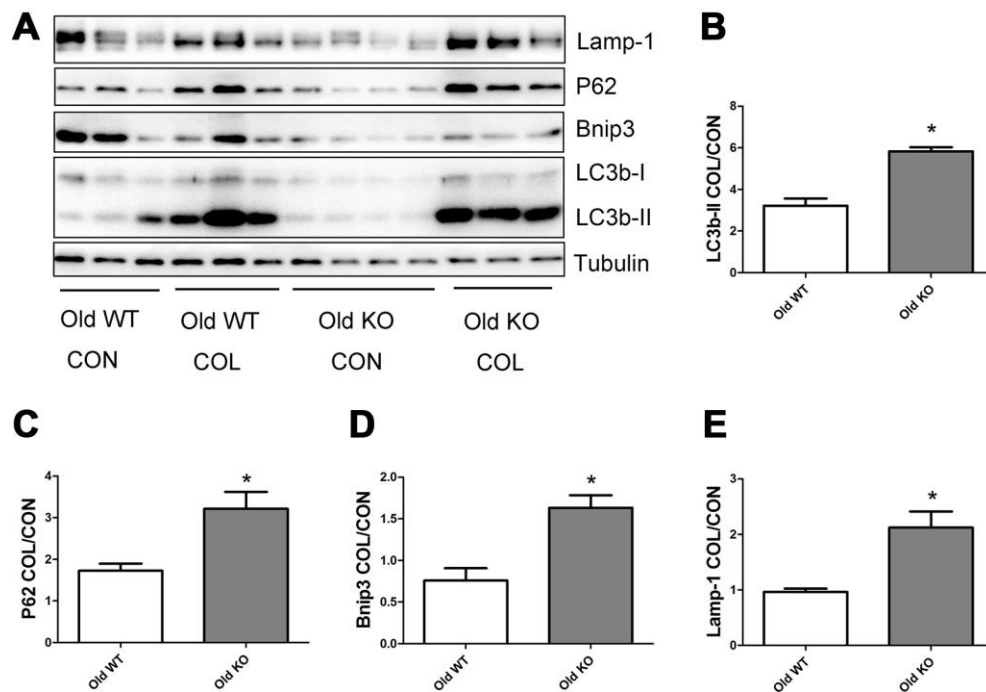 A
Lamp-1
P62
Bnip3
LC3b-I
LC3b-II
Tubulin
Old WT Old WT Old KO Old KO
CON COL CON COL
B
LC3b-II COL/CON
8
6
4
2
0
*
Old WT Old KO
C
P62 COL/CON
4
3
2
1
0
*
Old WT Old KO
D
Bnip3 COL/CON
2.0
1.5
1.0
0.5
0.0
*
Old WT Old KO
E
Lamp-1 COL/CON
3
2
1
0
*
Old WT Old KO